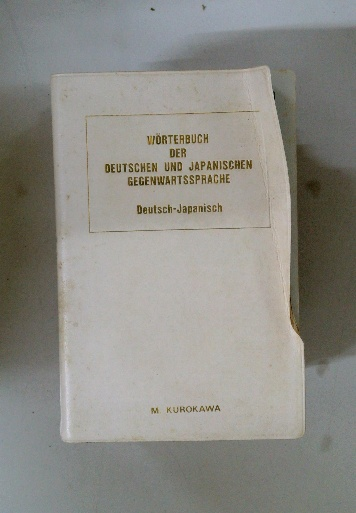 WÖRTERBUCH
DER
DEUTSCHEN UND JAPANISCHEN
GEGENWARTSSPRACHE
Deutsch-Japanisch
M. KUROKAWA